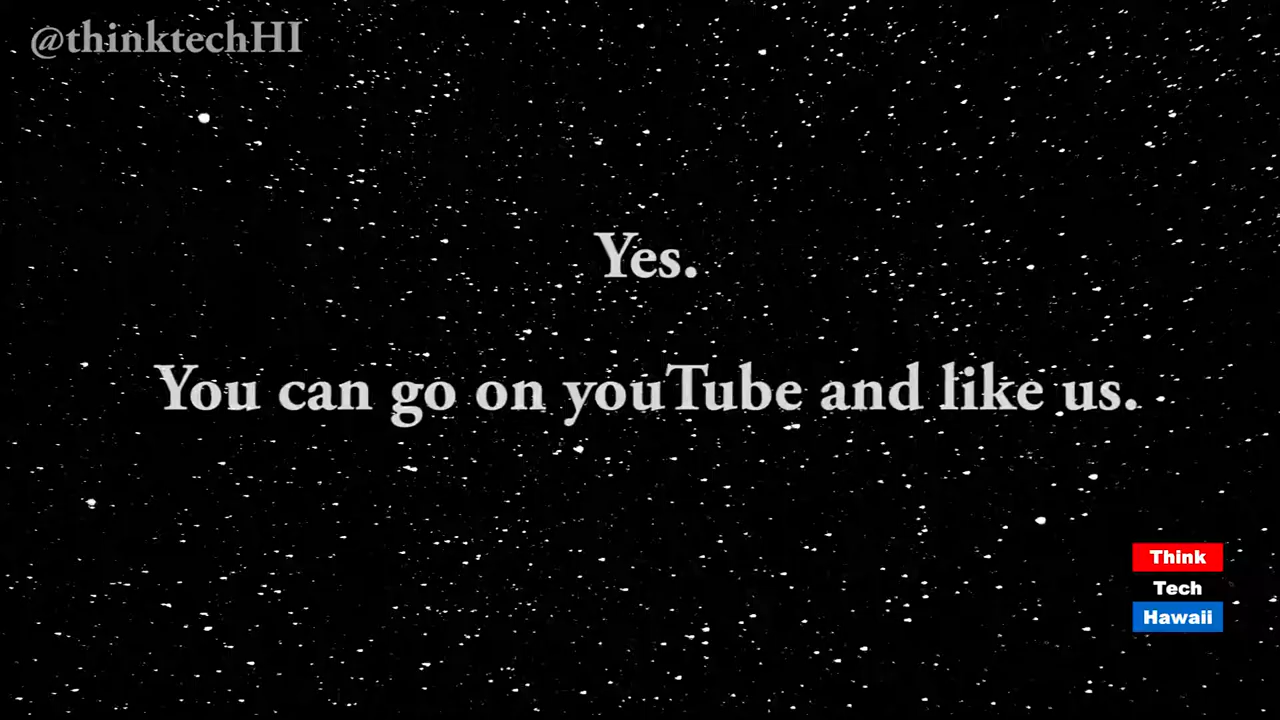 @thinktechHI
Yes.
You can go on youTube and like us.
Think
Tech
Hawaii